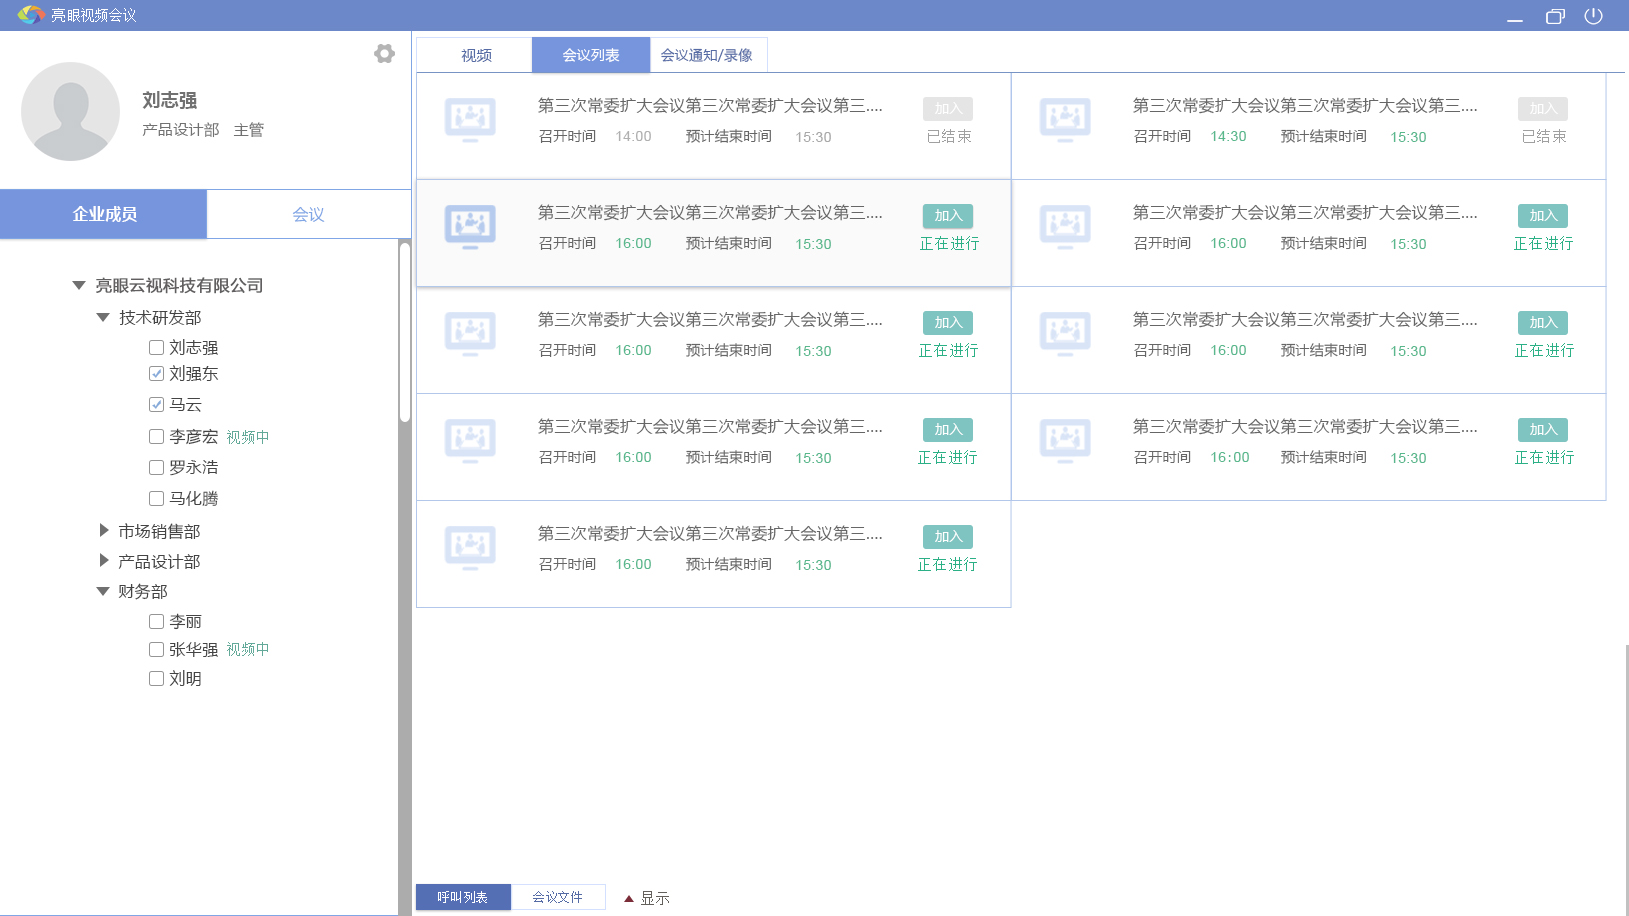 亮眼视频会议
刘志强
产品设计部 主管
企业成员 会议
亮眼云视科技有限公司
技术研发部
刘志强
刘强东
马云
李彦宏 视频中
罗永浩
马化腾
市场销售部
产品设计部
财务部
李丽
张华强 视频中
刘明
视频 会议列表 会议通知/录像
第三次常委扩大会议第三次常委扩大会议第三.... 加入
召开时间 14:00 预计结束时间 15:30 已结束
第三次常委扩大会议第三次常委扩大会议第三.... 加入
召开时间 14:30 预计结束时间 15:30 已结束
第三次常委扩大会议第三次常委扩大会议第三.... 加入
召开时间 16:00 预计结束时间 15:30 正在进行
第三次常委扩大会议第三次常委扩大会议第三.... 加入
召开时间 16:00 预计结束时间 15:30 正在进行
第三次常委扩大会议第三次常委扩大会议第三.... 加入
召开时间 16:00 预计结束时间 15:30 正在进行
第三次常委扩大会议第三次常委扩大会议第三.... 加入
召开时间 16:00 预计结束时间 15:30 正在进行
第三次常委扩大会议第三次常委扩大会议第三.... 加入
召开时间 16:00 预计结束时间 15:30 正在进行
第三次常委扩大会议第三次常委扩大会议第三.... 加入
召开时间 16:00 预计结束时间 15:30 正在进行
第三次常委扩大会议第三次常委扩大会议第三.... 加入
召开时间 16:00 预计结束时间 15:30 正在进行
呼叫列表 会议文件 显示